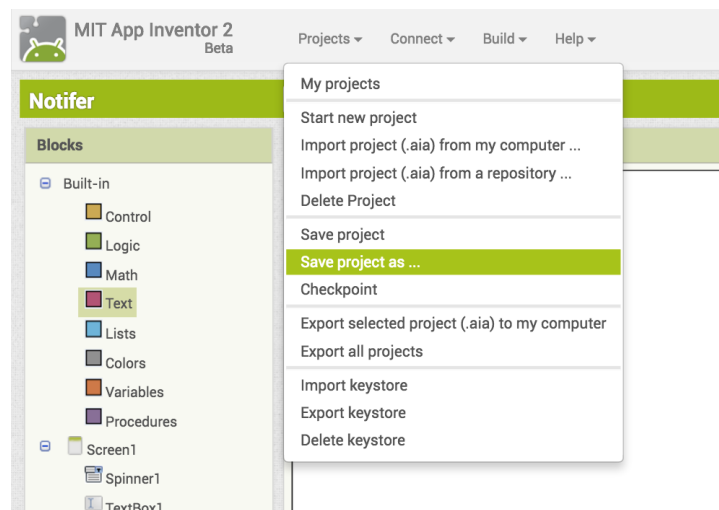 MIT App Inventor 2
Beta
Projects Connect Build Help
Notifer
My projects
Start new project
Import project (.aia) from my computer ...
Import project (.aia) from a repository ...
Delete Project
Save project
Save project as ...
Checkpoint
Export selected project (.aia) to my computer
Export all projects
Import keystore
Export keystore
Delete keystore
Blocks
Built-in
Control
Logic
Math
Text
Lists
Colors
Variables
Procedures
Screen1
Spinner1
TextBox1